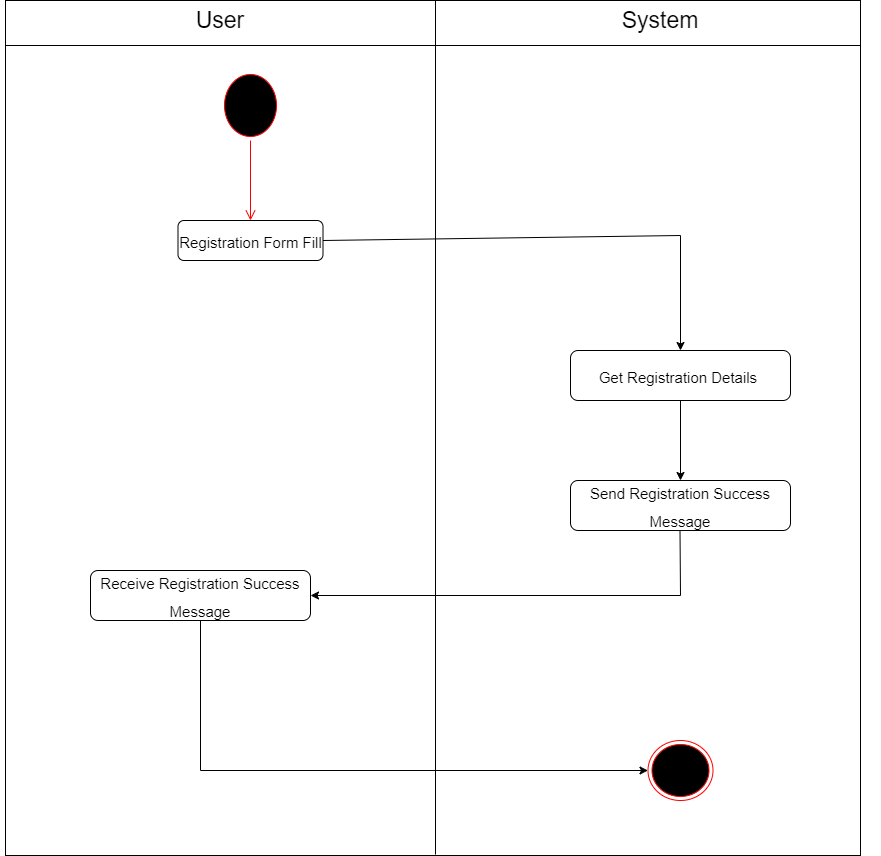 User
System
Registration Form Fill
Get Registration Details
Send Registration Success
Message
Receive Registration Success
Message